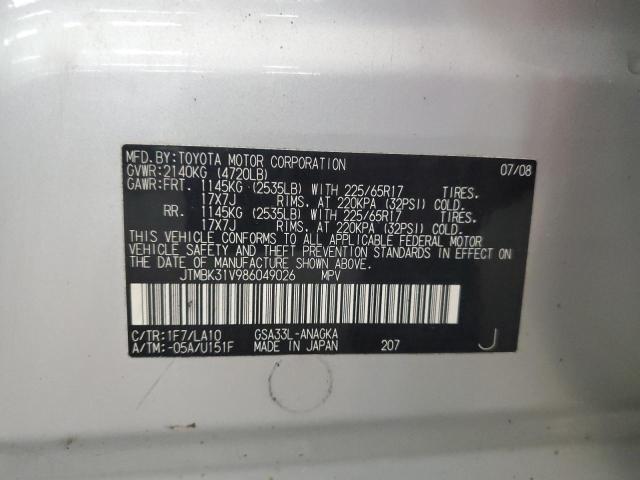 MFD.BY:TOYOTA MOTOR CORPORATION 07/08
GVWR:2140KG (4720LB)
GAWR:FRT. 1145KG (2535LB) WITH 225/65R17 TIRES.
17X7J RIMS. AT 220KPA (32PSI) COLD.
RR. 1145KG (2535LB) WITH 225/65R17 TIRES.
17X7J RIMS. AT 220KPA (32PSI) COLD.
THIS VEHICLE CONFORMS TO ALL APPLICABLE FEDERAL MOTOR
VEHICLE SAFETY AND THEFT PREVENTION STANDARDS IN EFFECT ON
THE DATE OF MANUFACTURE SHOWN ABOVE.
JTMBK31V986049026 MPV
C/TR:1F7/LA10 GSA33L-ANAGKA
A/TM:-05A/U151F MADE IN JAPAN 207 J